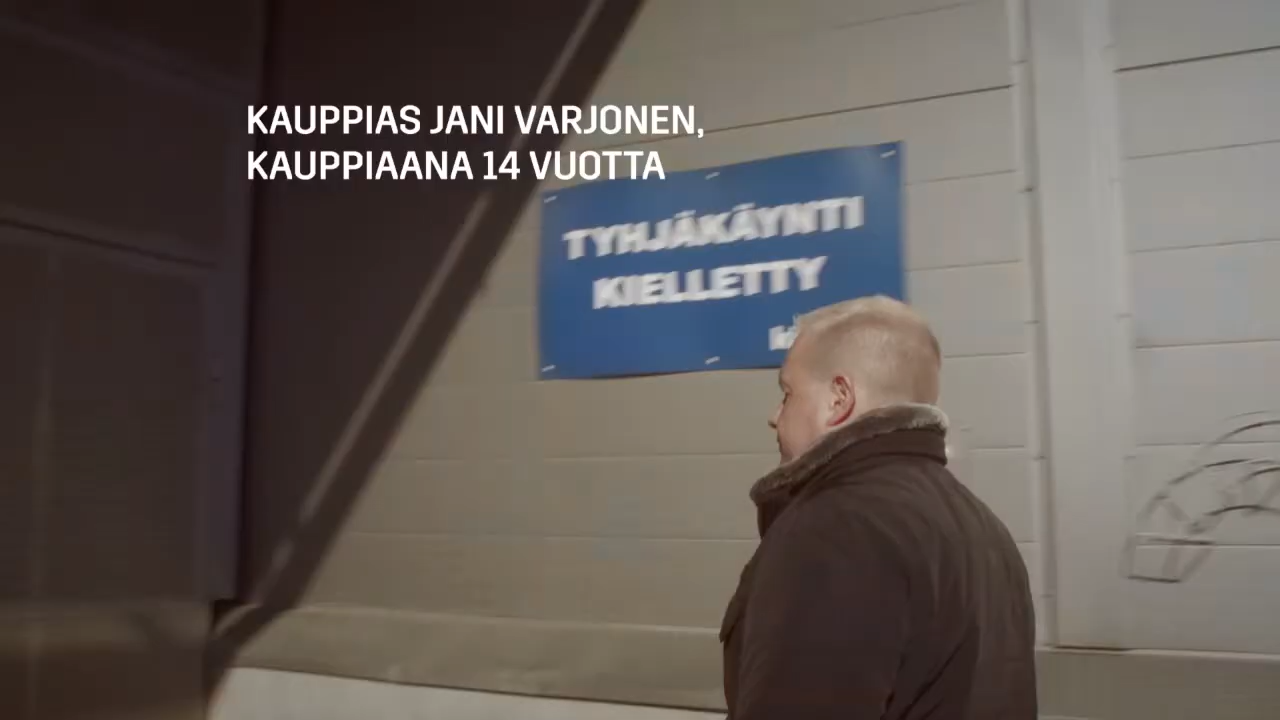 KAUPPIAS JANI VARJONEN,
KAUPPIAANA 14 VUOTTA
TYHJÄKÄYNTI
KIELLETTY